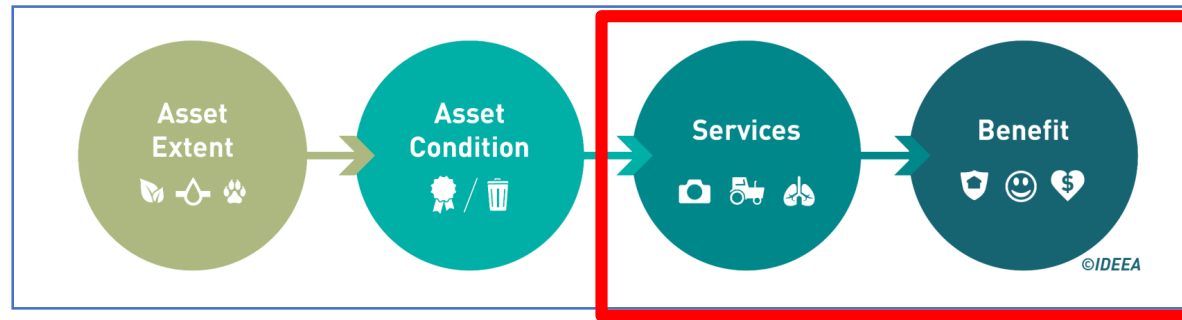 Asset
Extent
Asset
Condition
/
Services
Benefit
$
©IDEEA